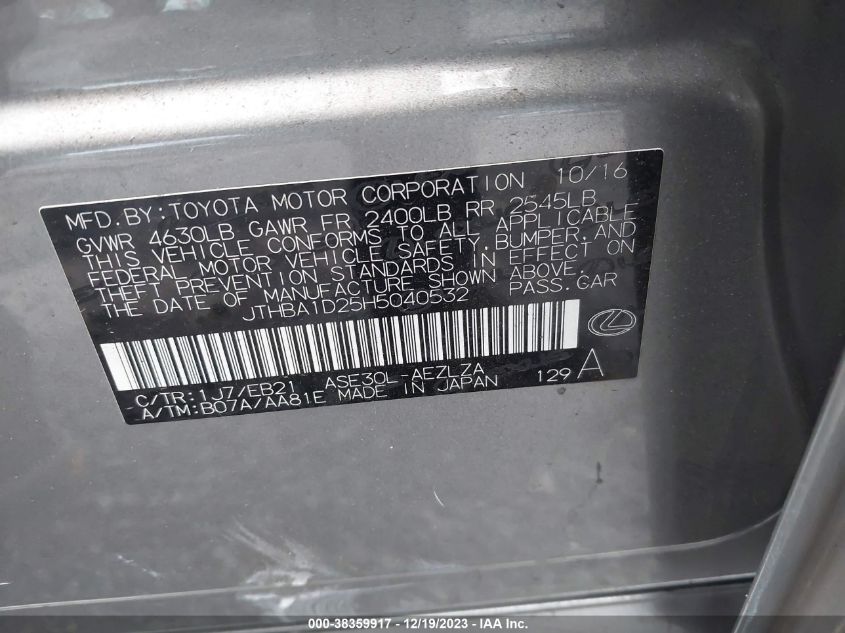 MFD.BY:TOYOTA MOTOR CORPORATION 10/16
GVWR 4630LB GAWR FR 2400LB RR 2545LB
THIS VEHICLE CONFORMS TO ALL APPLICABLE
FEDERAL MOTOR VEHICLE SAFETY,BUMPER,AND
THEFT PREVENTION STANDARDS IN EFFECT ON
THE DATE OF MANUFACTURE SHOWN ABOVE.
JTHBA1D25H5040532 PASS.CAR
C/TR:1J7/EB21 ASE30L-AEZLZA
A/TM:B07A/AA81E MADE IN JAPAN 129 A
000-38359917 - 12/19/2023 - IAA Inc.